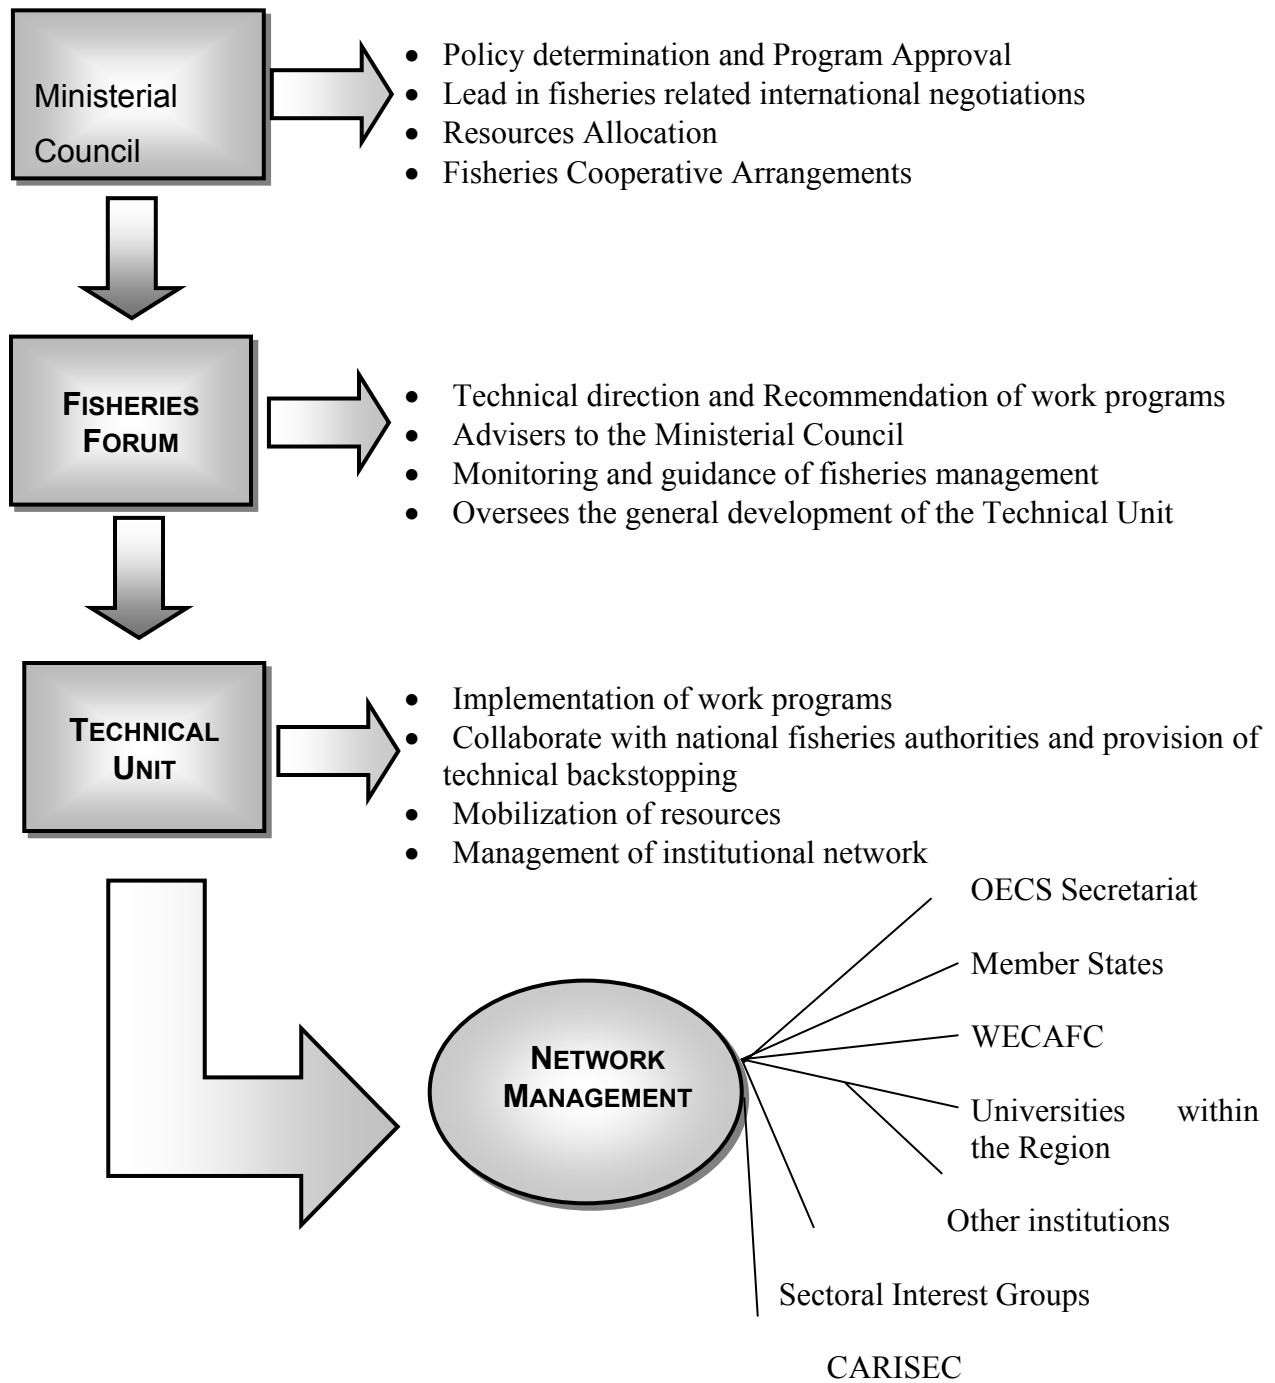 Ministerial
Council
• Policy determination and Program Approval
• Lead in fisheries related international negotiations
• Resources Allocation
• Fisheries Cooperative Arrangements
FISHERIES
FORUM
• Technical direction and Recommendation of work programs
• Advisers to the Ministerial Council
• Monitoring and guidance of fisheries management
• Oversees the general development of the Technical Unit
TECHNICAL
UNIT
• Implementation of work programs
• Collaborate with national fisheries authorities and provision of
technical backstopping
• Mobilization of resources
• Management of institutional network
NETWORK
MANAGEMENT
OECS Secretariat
Member States
WECAFC
Universities within
the Region
Other institutions
Sectoral Interest Groups
CARISEC